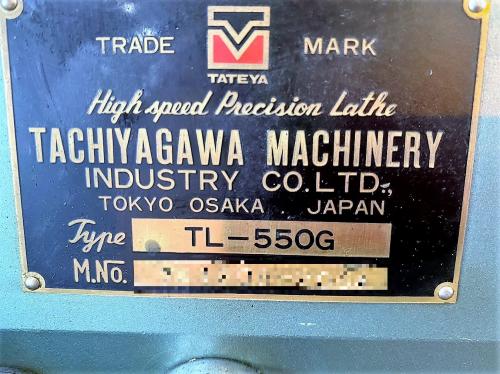 TRADE MARK
TATEYA
High speed Precision Lathe
TACHIYAGAWA MACHINERY
INDUSTRY CO.LTD.,
TOKYO OSAKA JAPAN
Type TL-550G
M.No.